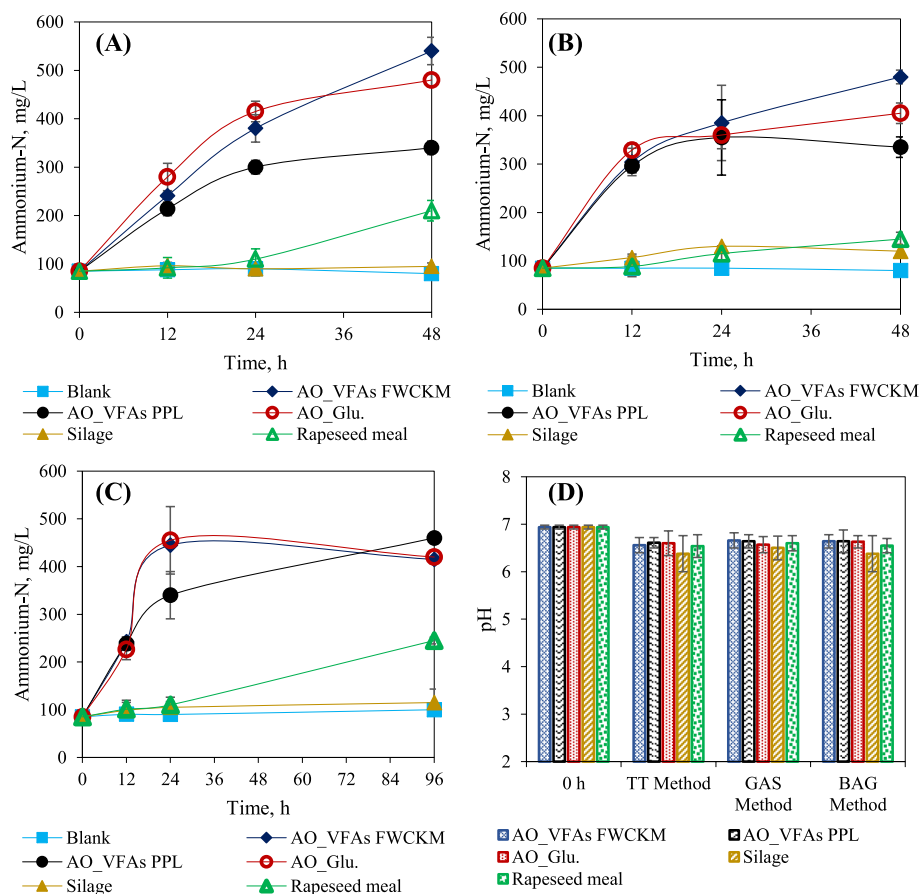 (A)
Ammonium-N, mg/L
600
500
400
300
200
100
0
0 12 24 36 48
Time, h
Blank AO_VFAs FWCKM
AO_VFAs PPL AO_Glu.
Silage Rapeseed meal
(B)
Ammonium-N, mg/L
600
500
400
300
200
100
0
0 12 24 36 48
Time, h
Blank AO_VFAs FWCKM
AO_VFAs PPL AO_Glu.
Silage Rapeseed meal
(C)
Ammonium-N, mg/L
600
500
400
300
200
100
0
0 12 24 36 48 60 72 84 96
Time, h
Blank AO_VFAs FWCKM
AO_VFAs PPL AO_Glu.
Silage Rapeseed meal
(D)
pH
8
7
6
5
4
3
2
0 h TT Method GAS BAG Method
Method
AO_VFAs FWCKM AO_VFAs PPL
AO_Glu. Silage
Rapeseed meal